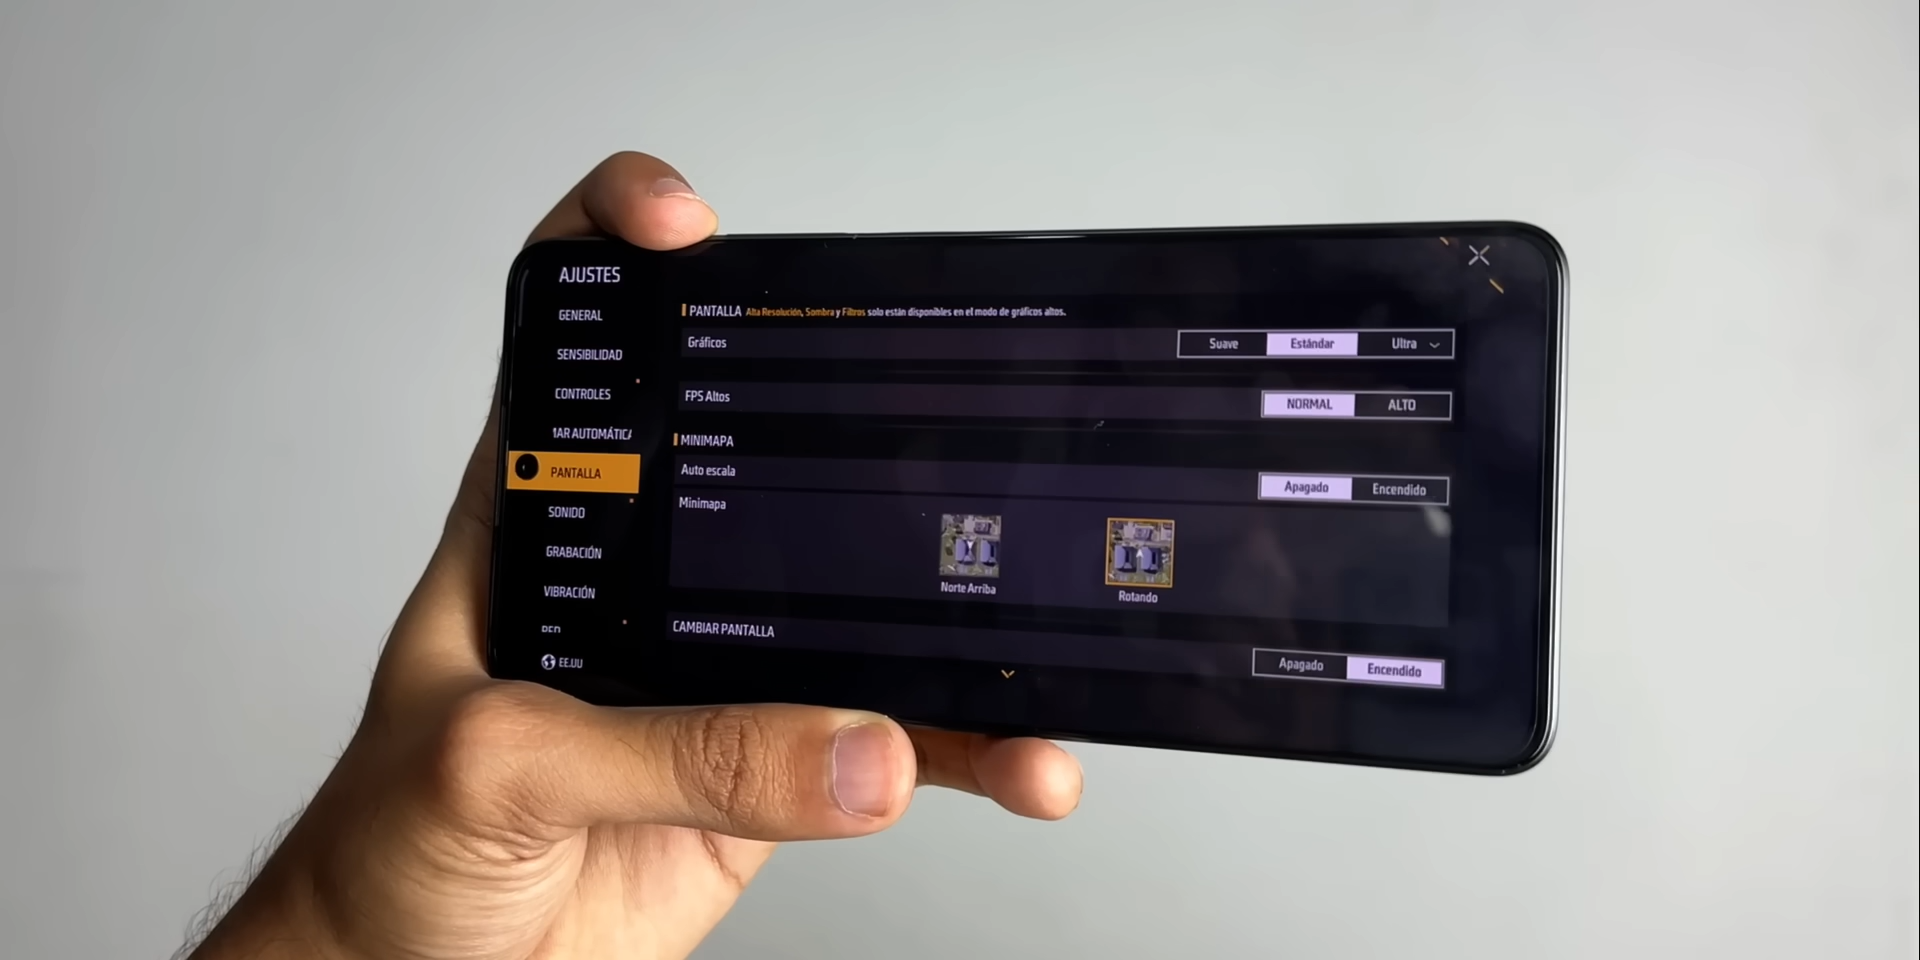 AJUSTES
GENERAL
SENSIBILIDAD
CONTROLES
AUTOMÁTICA
PANTALLA
SONIDO
GRABACIÓN
VIBRACIÓN
EE.UU
PANTALLA Alta Resolución, Sombra y Filtros solo están disponibles en el modo de gráficos altos.
Gráficos Suave Estándar Ultra
FPS Altos NORMAL ALTO
MINIMAPA
Auto escala Apagado Encendido
Minimapa
Norte Arriba Rotando
CAMBIAR PANTALLA Apagado Encendido